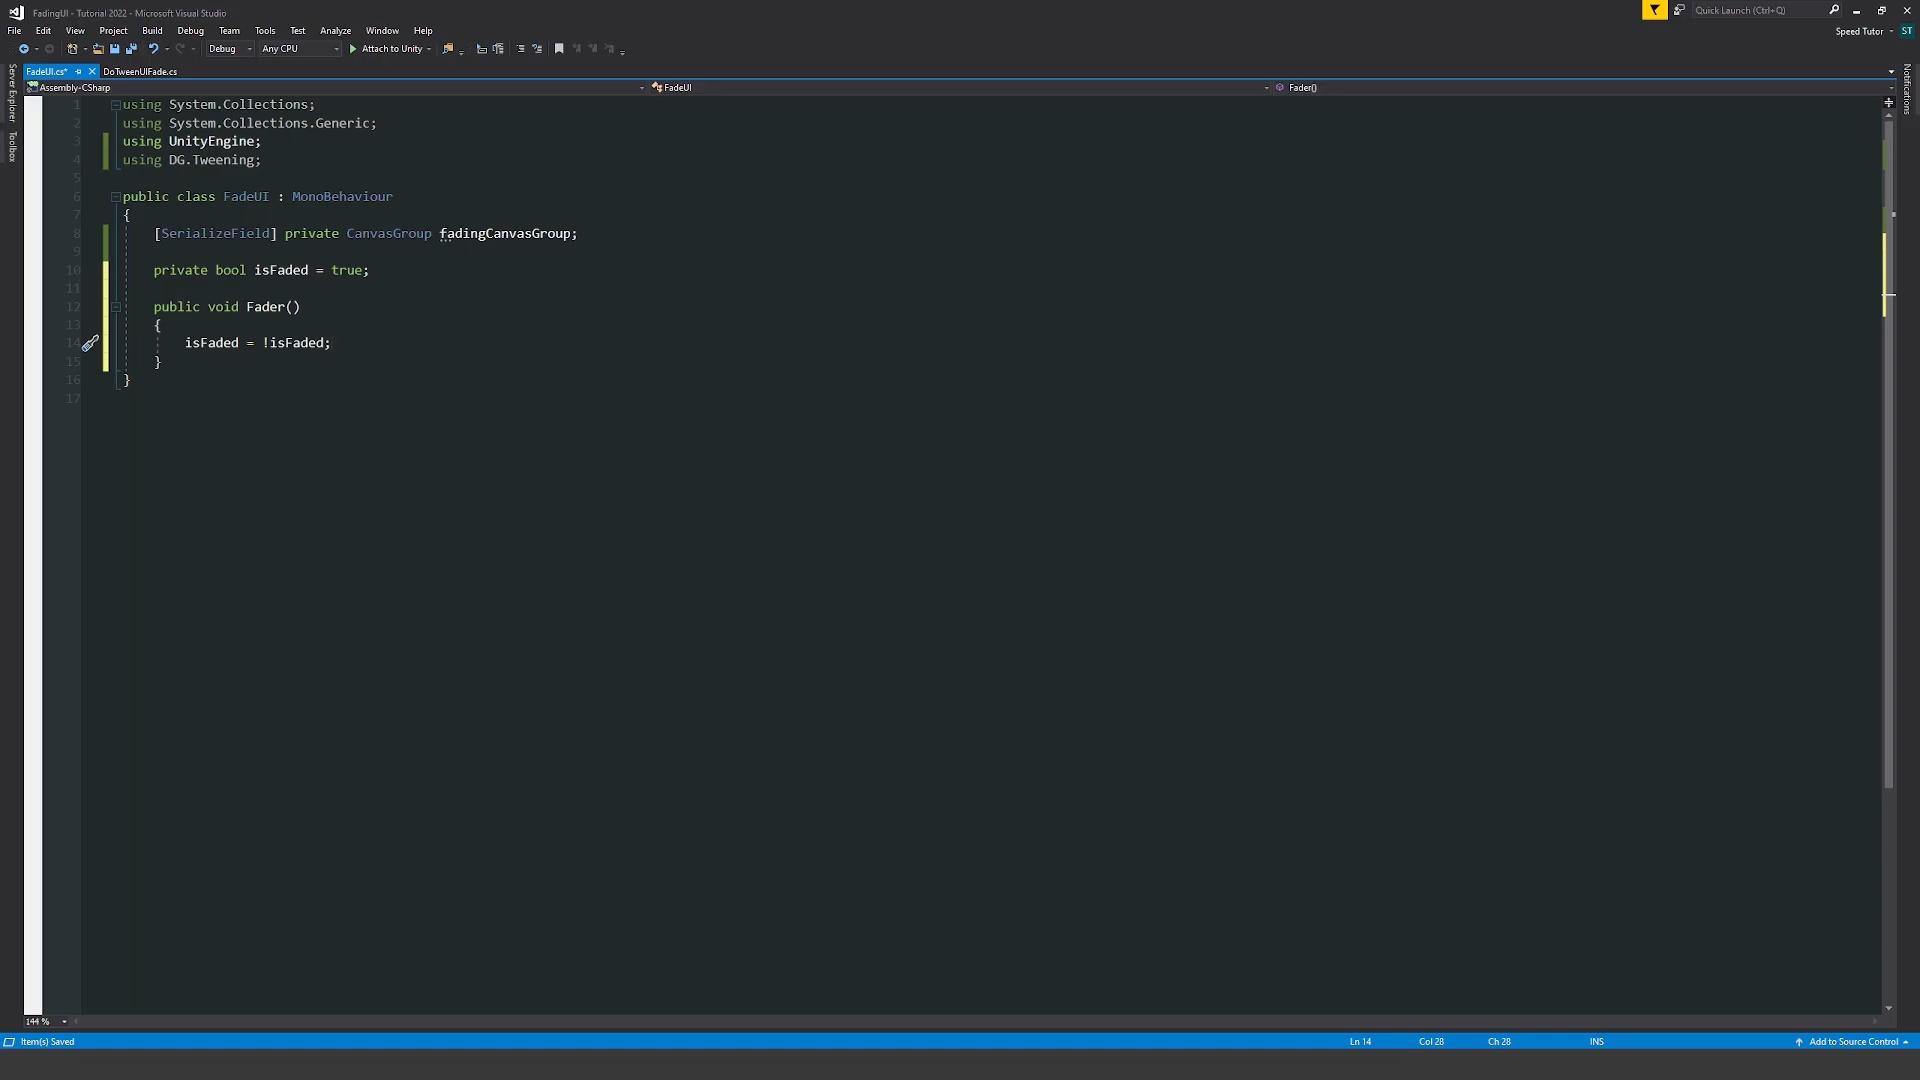 FadingUI - Tutorial 2022 - Microsoft Visual Studio
Quick Launch (Ctrl+Q)
File Edit View Project Build Debug Team Tools Test Analyze Window Help
Speed Tutor ST
Debug Any CPU Attach to Unity
FadeUI.cs* DoTweenUIFade.cs
Assembly-CSharp FadeUI Fader()
Server Explorer
Toolbox
Notifications
1 using System.Collections;
2 using System.Collections.Generic;
3 using UnityEngine;
4 using DG.Tweening;
5
6 public class FadeUI : MonoBehaviour
7 {
8 [SerializeField] private CanvasGroup fadingCanvasGroup;
9
10 private bool isFaded = true;
11
12 public void Fader()
13 {
14 isFaded = !isFaded;
15 }
16 }
17
144 %
Item(s) Saved Ln 14 Col 28 Ch 28 INS Add to Source Control